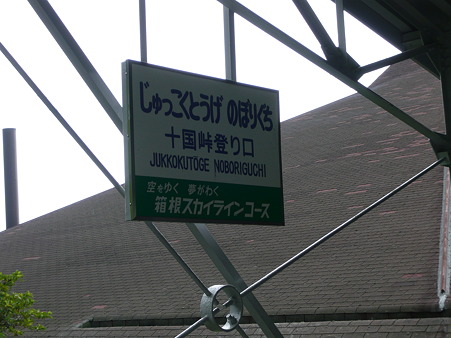 じゅっこくとうげ のぼりぐち
十国峠登り口
JUKKOKUTŌGE NOBORIGUCHI
空をゆく 夢がわく
箱根スカイラインコース